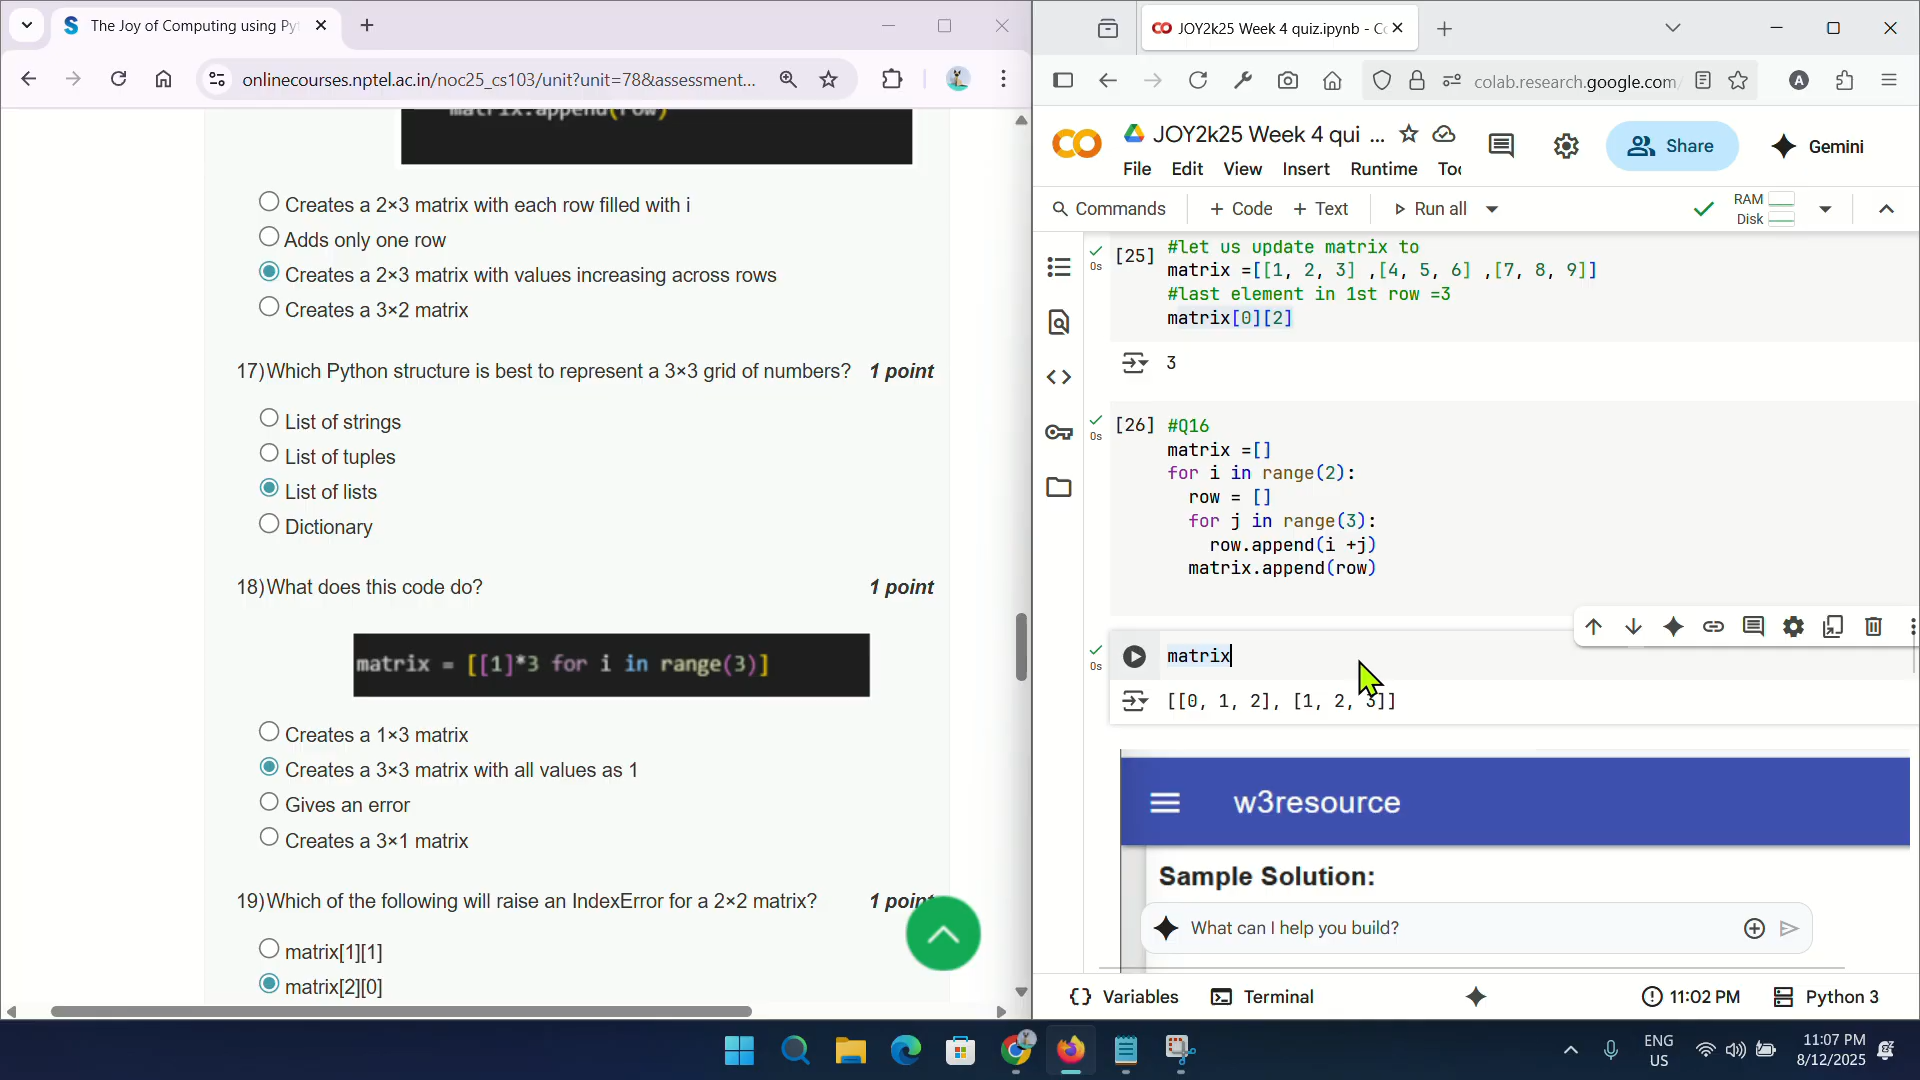 The Joy of Computing using Py
onlinecourses.nptel.ac.in/noc25_cs103/unit?unit=78&assessment...
matrix.append(row)
Creates a 2×3 matrix with each row filled with i
Adds only one row
Creates a 2×3 matrix with values increasing across rows
Creates a 3×2 matrix
17) Which Python structure is best to represent a 3×3 grid of numbers? 1 point
List of strings
List of tuples
List of lists
Dictionary
18) What does this code do? 1 point
matrix = [[1]*3 for i in range(3)]
Creates a 1×3 matrix
Creates a 3×3 matrix with all values as 1
Gives an error
Creates a 3×1 matrix
19) Which of the following will raise an IndexError for a 2×2 matrix? 1 point
matrix[1][1]
matrix[2][0]
JOY2k25 Week 4 quiz.ipynb - Co
colab.research.google.com
A
JOY2k25 Week 4 qui ...
Share
Gemini
File Edit View Insert Runtime Too
Commands + Code + Text Run all
RAM
Disk
[25] #let us update matrix to
0s
matrix =[[1, 2, 3] ,[4, 5, 6] ,[7, 8, 9]]
#last element in 1st row =3
matrix[0][2]
3
[26] #Q16
0s
matrix =[]
for i in range(2):
row = []
for j in range(3):
row.append(i +j)
matrix.append(row)
matrix
0s
[[0, 1, 2], [1, 2, 3]]
w3resource
Sample Solution:
What can I help you build?
Variables Terminal 11:02 PM Python 3
ENG
US
11:07 PM
8/12/2025